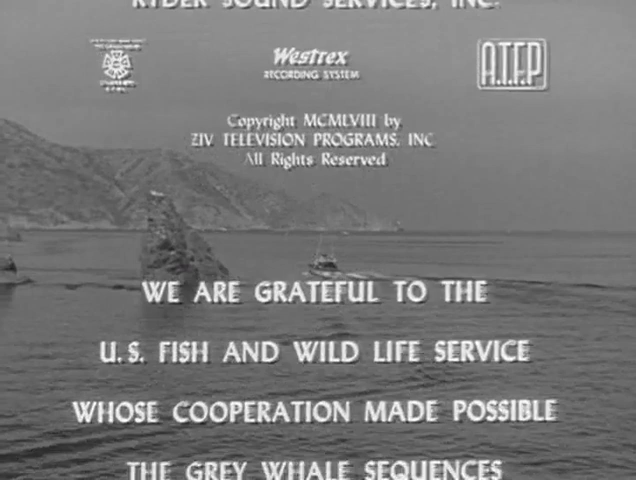 RYDER SOUND SERVICES, INC.
Westrex
RECORDING SYSTEM
A.T.F.P
Copyright MCMLVIII by
ZIV TELEVISION PROGRAMS, INC
All Rights Reserved
WE ARE GRATEFUL TO THE
U.S. FISH AND WILD LIFE SERVICE
WHOSE COOPERATION MADE POSSIBLE
THE GREY WHALE SEQUENCES